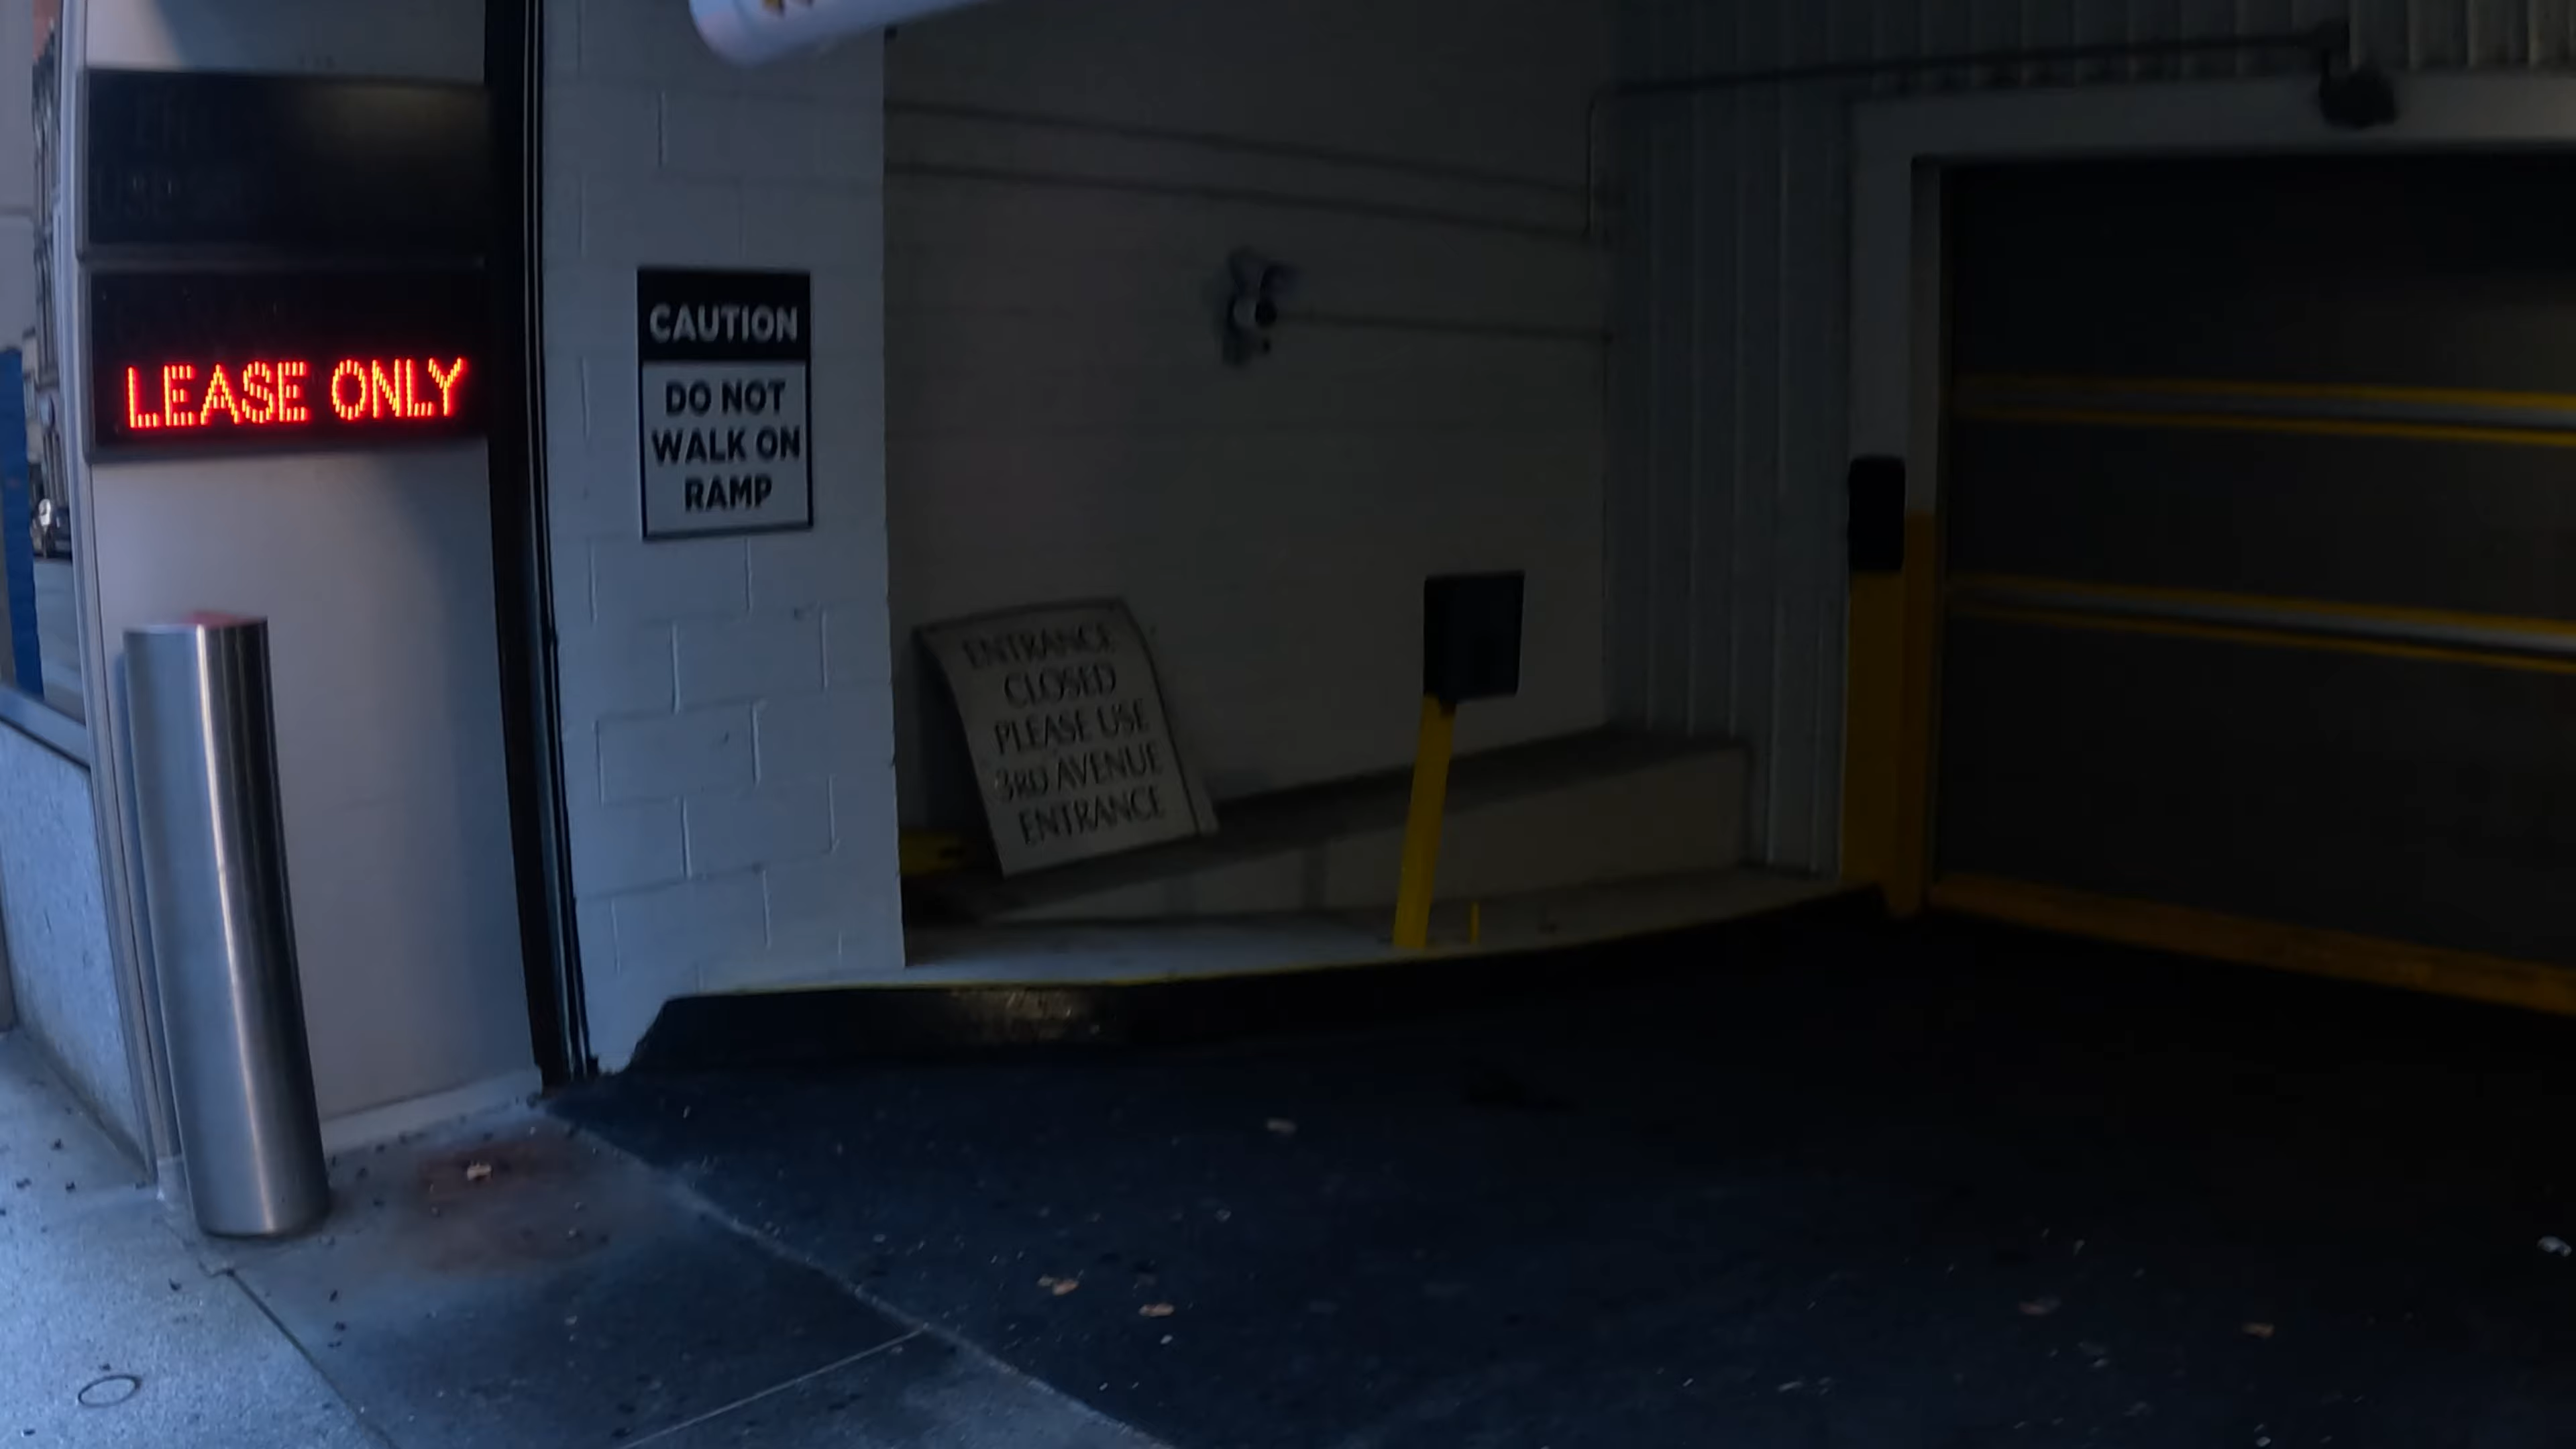 LEASE ONLY
CAUTION
DO NOT
WALK ON
RAMP
ENTRANCE
CLOSED
PLEASE USE
3RD AVENUE
ENTRANCE